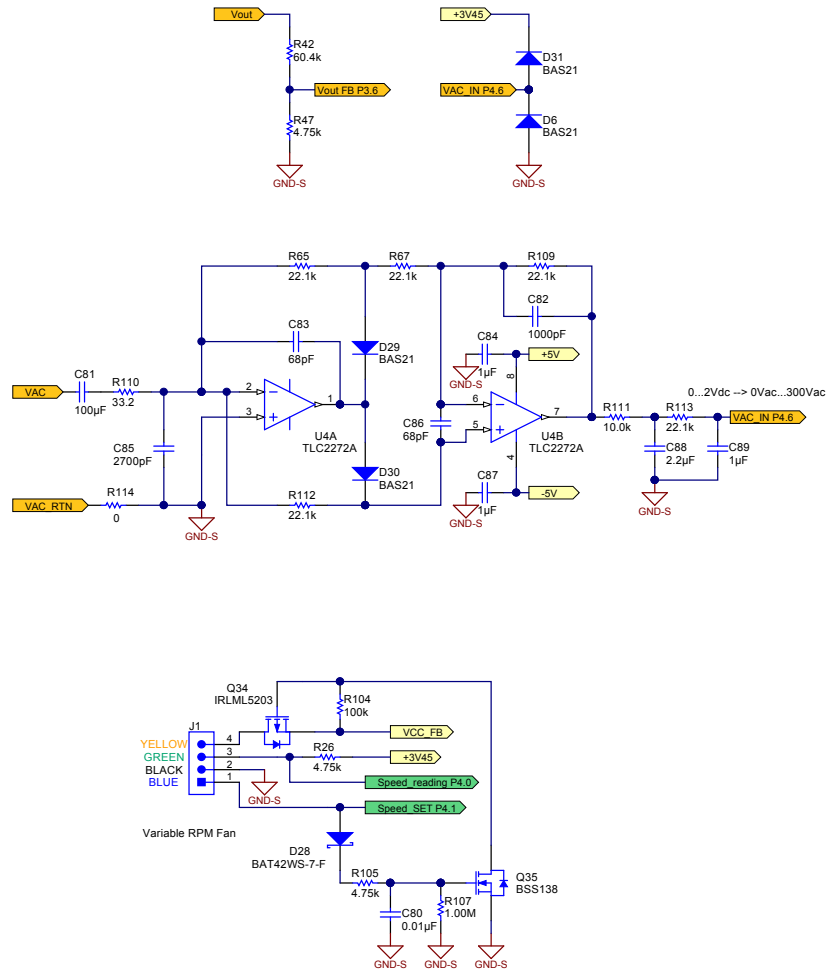 Vout
R42
60.4k
Vout FB P3.6
R47
4.75k
GND-S
+3V45
D31
BAS21
VAC_IN P4.6
D6
BAS21
GND-S
R65
22.1k
R67
22.1k
R109
22.1k
C82
1000pF
C83
68pF
D29
BAS21
C84
1µF
GND-S
+5V
C81
100µF
R110
33.2
VAC
2
3
1
U4A
TLC2272A
C85
2700pF
D30
BAS21
R112
22.1k
C86
68pF
6
5
7
8
4
U4B
TLC2272A
C87
1µF
GND-S
-5V
R111
10.0k
0...2Vdc --> 0Vac...300Vac
R113
22.1k
VAC_IN P4.6
C88
2.2µF
C89
1µF
GND-S
VAC_RTN
R114
0
GND-S
Q34
IRLML5203
R104
100k
J1
YELLOW
GREEN
BLACK
BLUE
4
3
2
1
VCC_FB
R26
4.75k
+3V45
GND-S
Speed_reading P4.0
Speed_SET P4.1
Variable RPM Fan
D28
BAT42WS-7-F
R105
4.75k
C80
0.01µF
R107
1.00M
Q35
BSS138
GND-S
GND-S
GND-S